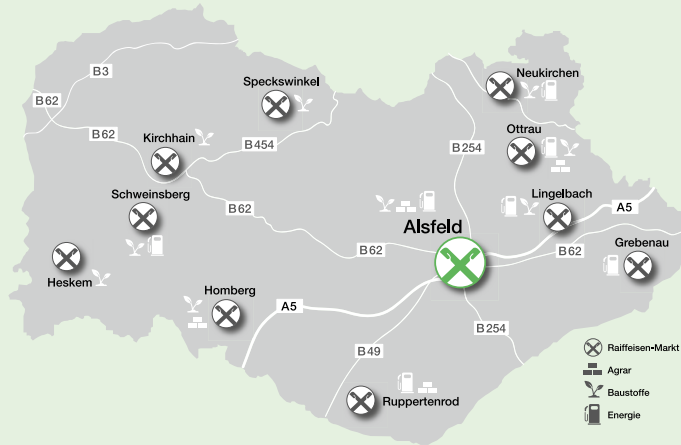 B3
Neukirchen
Speckswinkel
B62
B62
Kirchhain
B454
Ottrau
B254
Schweinsberg
Lingelbach
A5
B62
Alsfeld
B62
B62
Grebenau
Heskem
Homberg
A5
B254
B49
Ruppertenrod
Raiffeisen-Markt
Agrar
Baustoffe
Energie